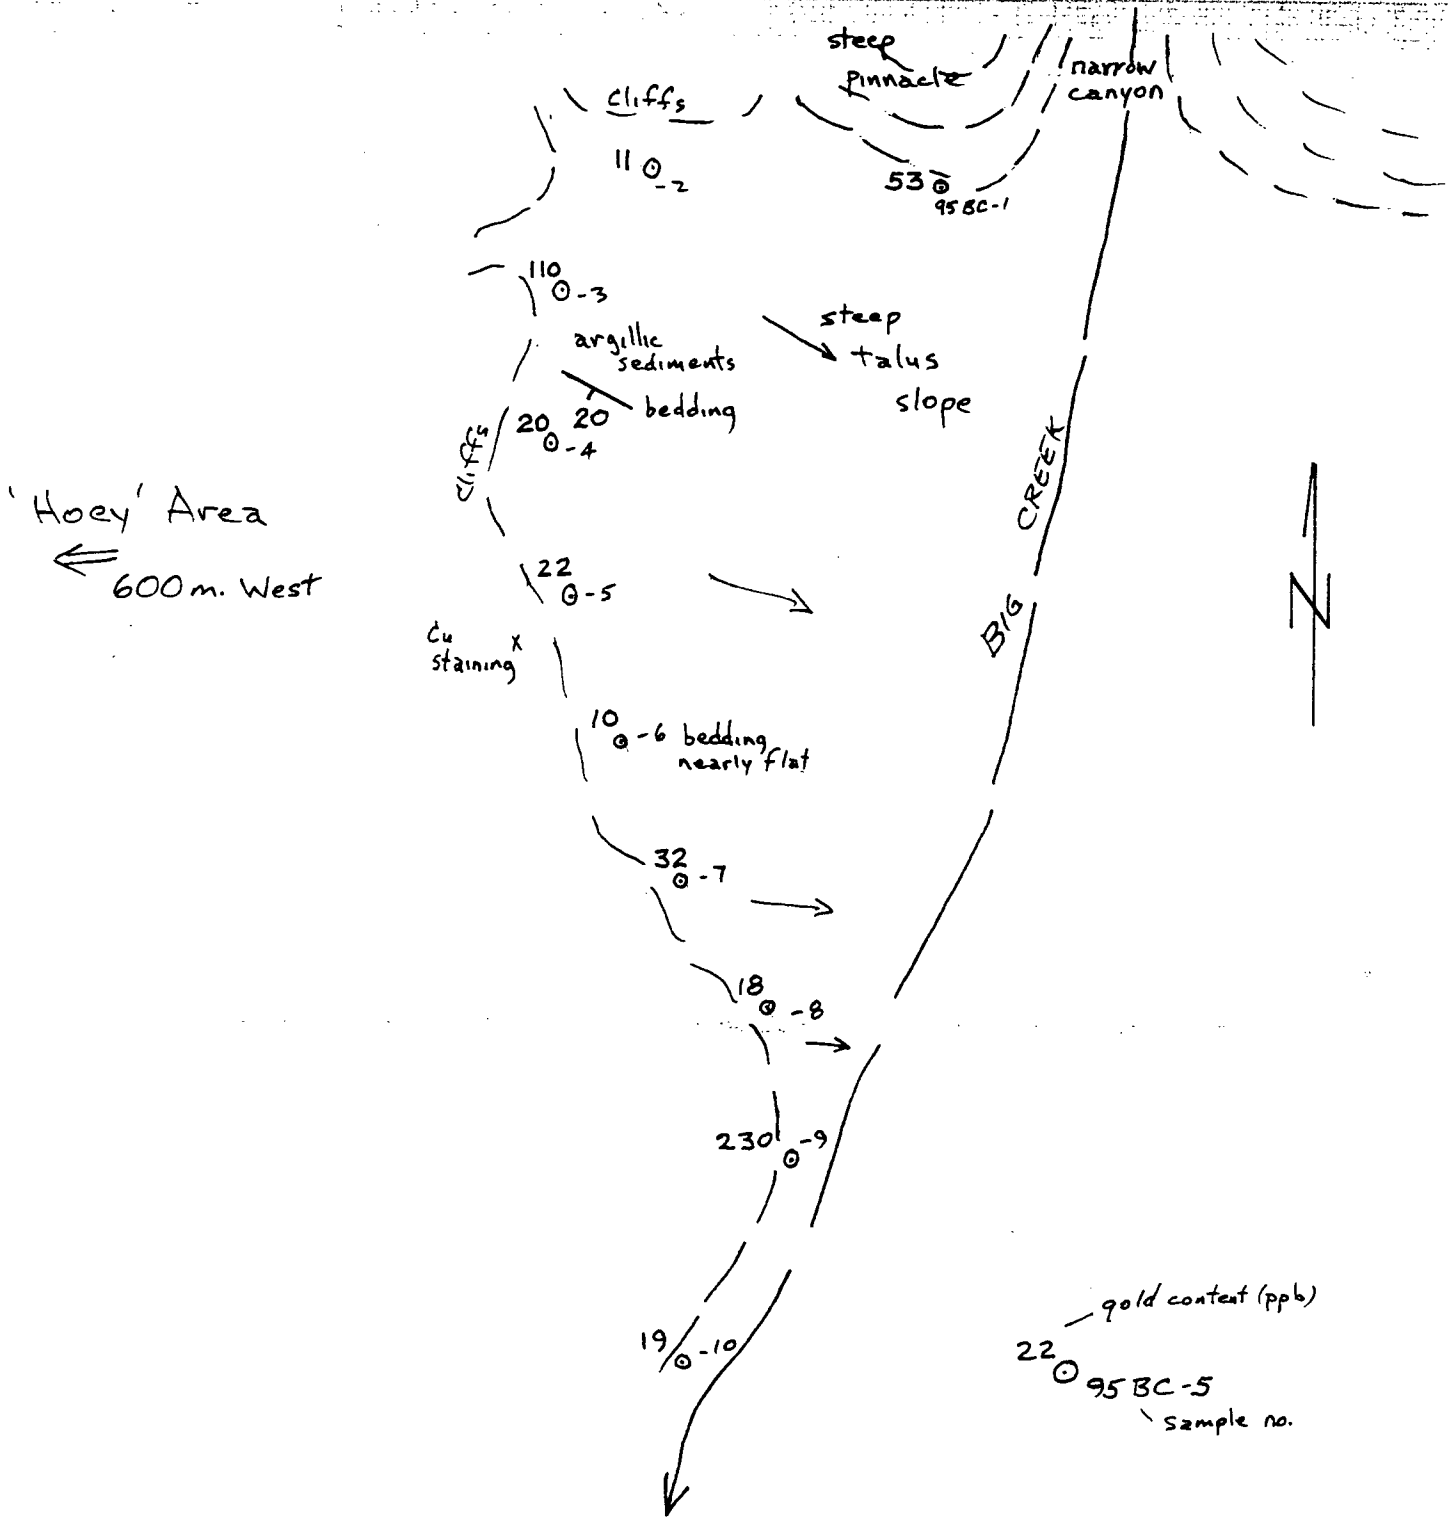 steep
pinnacle
narrow
canyon
cliffs
11
-2
53
95 BC-1
110
-3
argillic
sediments
steep
talus
slope
bedding
20
20
-4
cliffs
'Hoey' Area
600 m. West
BIG CREEK
N
22
-5
Cu
staining x
10
-6 bedding
nearly flat
32
-7
18
-8
230
-9
19
-10
gold content (ppb)
22
95 BC-5
sample no.